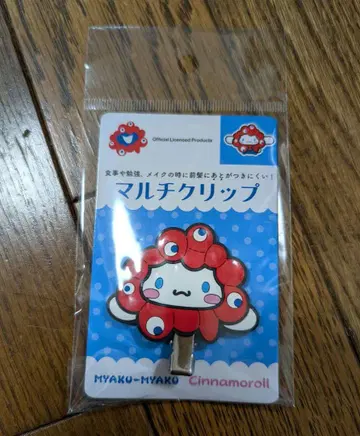 Official Licensed Products
食事や勉強、メイクの時に前髪にあとがつきにくい!
マルチクリップ
MYAKU-MYAKU Cinnamoroll